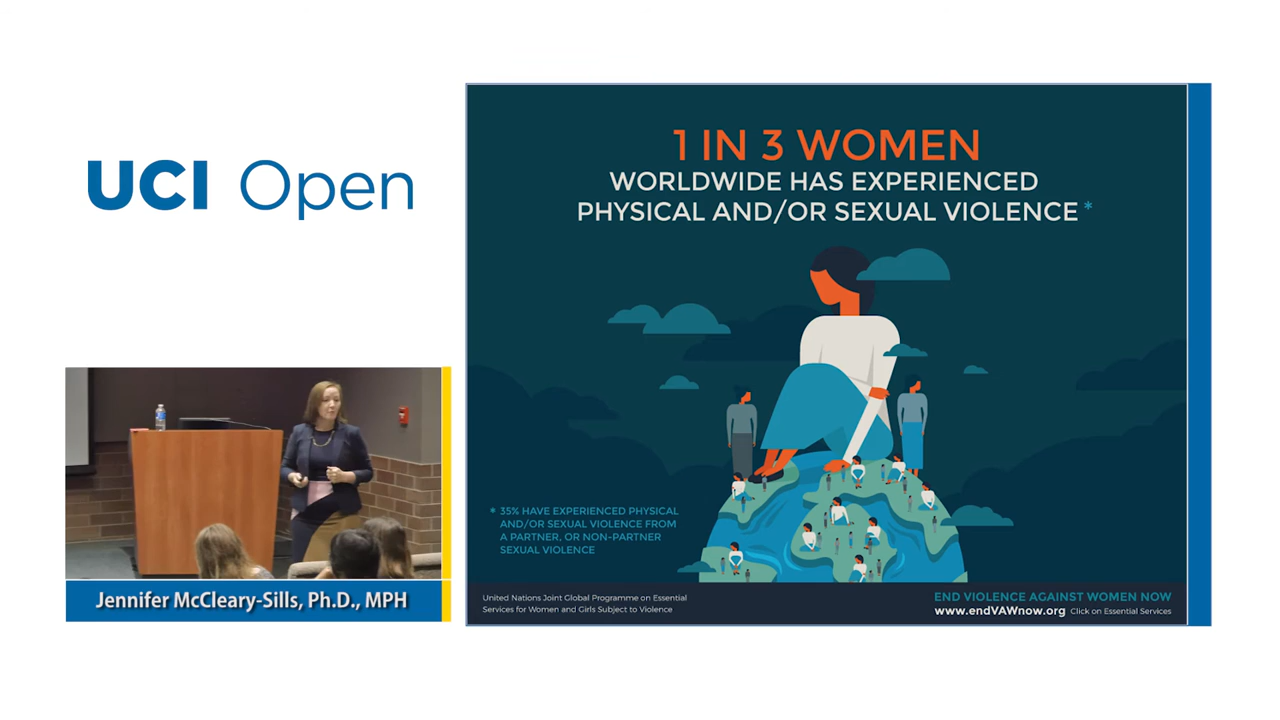 UCI Open
1 IN 3 WOMEN
WORLDWIDE HAS EXPERIENCED
PHYSICAL AND/OR SEXUAL VIOLENCE*
* 35% HAVE EXPERIENCED PHYSICAL
AND/OR SEXUAL VIOLENCE FROM
A PARTNER, OR NON-PARTNER
SEXUAL VIOLENCE
United Nations Joint Global Programme on Essential
Services for Women and Girls Subject to Violence
END VIOLENCE AGAINST WOMEN NOW
www.endVAWnow.org Click on Essential Services
Jennifer McCleary-Sills, Ph.D., MPH